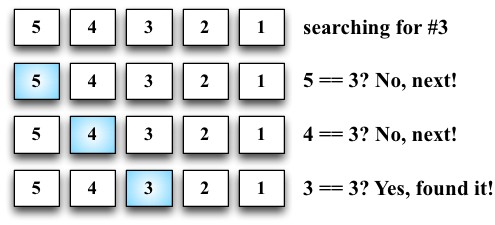 5 4 3 2 1 searching for #3
5 4 3 2 1 5 == 3? No, next!
5 4 3 2 1 4 == 3? No, next!
5 4 3 2 1 3 == 3? Yes, found it!